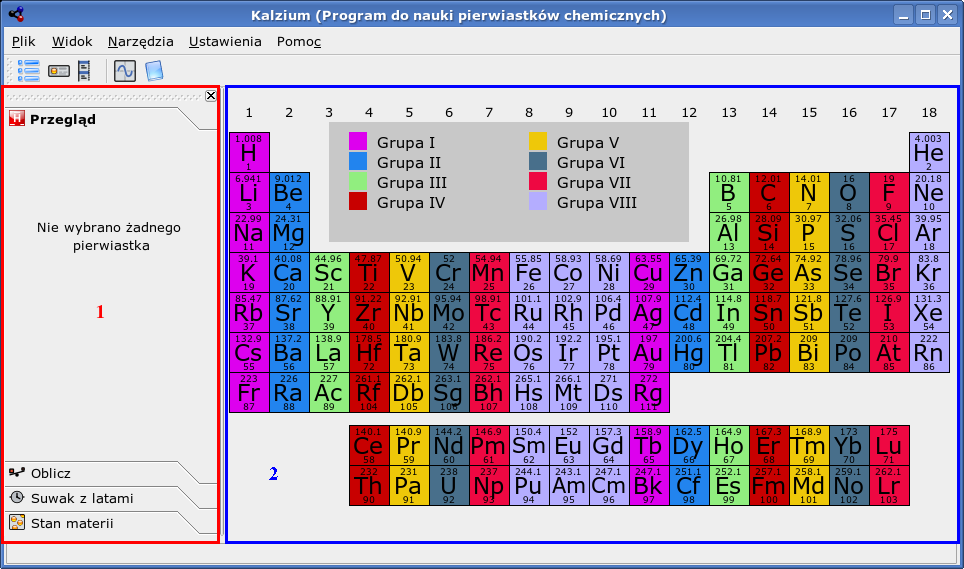 Kalzium (Program do nauki pierwiastków chemicznych)
Plik Widok Narzędzia Ustawienia Pomoc
Przegląd
Nie wybrano żadnego
pierwiastka
1
Oblicz
Suwak z latami
Stan materii
1 2 3 4 5 6 7 8 9 10 11 12 13 14 15 16 17 18
Grupa I Grupa V
Grupa II Grupa VI
Grupa III Grupa VII
Grupa IV Grupa VIII
1.008 4.003
H He
1 2
6.941 9.012 10.81 12.01 14.01 16 19 20.18
Li Be B C N O F Ne
3 4 5 6 7 8 9 10
22.99 24.31 26.98 28.09 30.97 32.06 35.45 39.95
Na Mg Al Si P S Cl Ar
11 12 13 14 15 16 17 18
39.1 40.08 44.96 47.87 50.94 52 54.94 55.85 58.93 58.69 63.55 65.39 69.72 72.64 74.92 78.96 79.9 83.8
K Ca Sc Ti V Cr Mn Fe Co Ni Cu Zn Ga Ge As Se Br Kr
19 20 21 22 23 24 25 26 27 28 29 30 31 32 33 34 35 36
85.47 87.62 88.91 91.22 92.91 95.94 98.91 101.1 102.9 106.4 107.9 112.4 114.8 118.7 121.8 127.6 126.9 131.3
Rb Sr Y Zr Nb Mo Tc Ru Rh Pd Ag Cd In Sn Sb Te I Xe
37 38 39 40 41 42 43 44 45 46 47 48 49 50 51 52 53 54
132.9 137.2 138.9 178.5 180.9 183.8 186.2 190.2 192.2 195.1 197 200.6 204.4 207.2 209 209 210 222
Cs Ba La Hf Ta W Re Os Ir Pt Au Hg Tl Pb Bi Po At Rn
55 56 57 72 73 74 75 76 77 78 79 80 81 82 83 84 85 86
223 226 227 261.1 262.1 263.1 262.1 265.1 266.1 271 272
Fr Ra Ac Rf Db Sg Bh Hs Mt Ds Rg
87 88 89 104 105 106 107 108 109 110 111
140.1 140.9 144.2 146.9 150.4 152 157.3 158.9 162.5 164.9 167.3 168.9 173 175
Ce Pr Nd Pm Sm Eu Gd Tb Dy Ho Er Tm Yb Lu
58 59 60 61 62 63 64 65 66 67 68 69 70 71
232 231 238 237 244.1 243.1 247.1 247.1 251.1 252.1 257.1 258.1 259.1 262.1
Th Pa U Np Pu Am Cm Bk Cf Es Fm Md No Lr
90 91 92 93 94 95 96 97 98 99 100 101 102 103
2